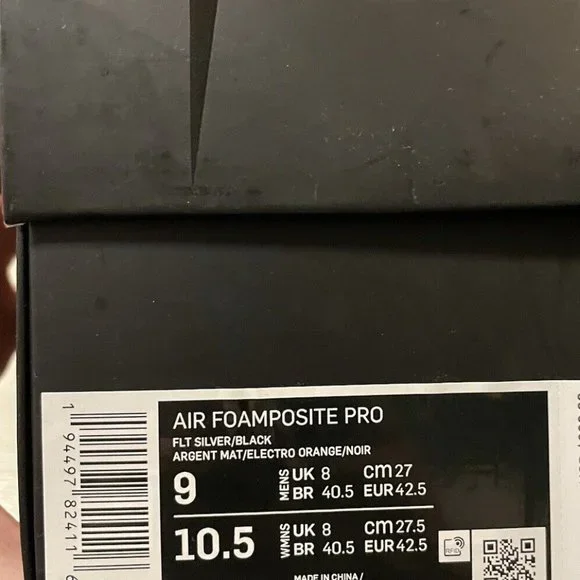 AIR FOAMPOSITE PRO
FLT SILVER/BLACK
ARGENT MAT/ELECTRO ORANGE/NOIR
9 MENS UK 8 CM 27
BR 40.5 EUR 42.5
10.5 WMNS UK 8 CM 27.5
BR 40.5 EUR 42.5
MADE IN CHINA/
1 94497 82411 6